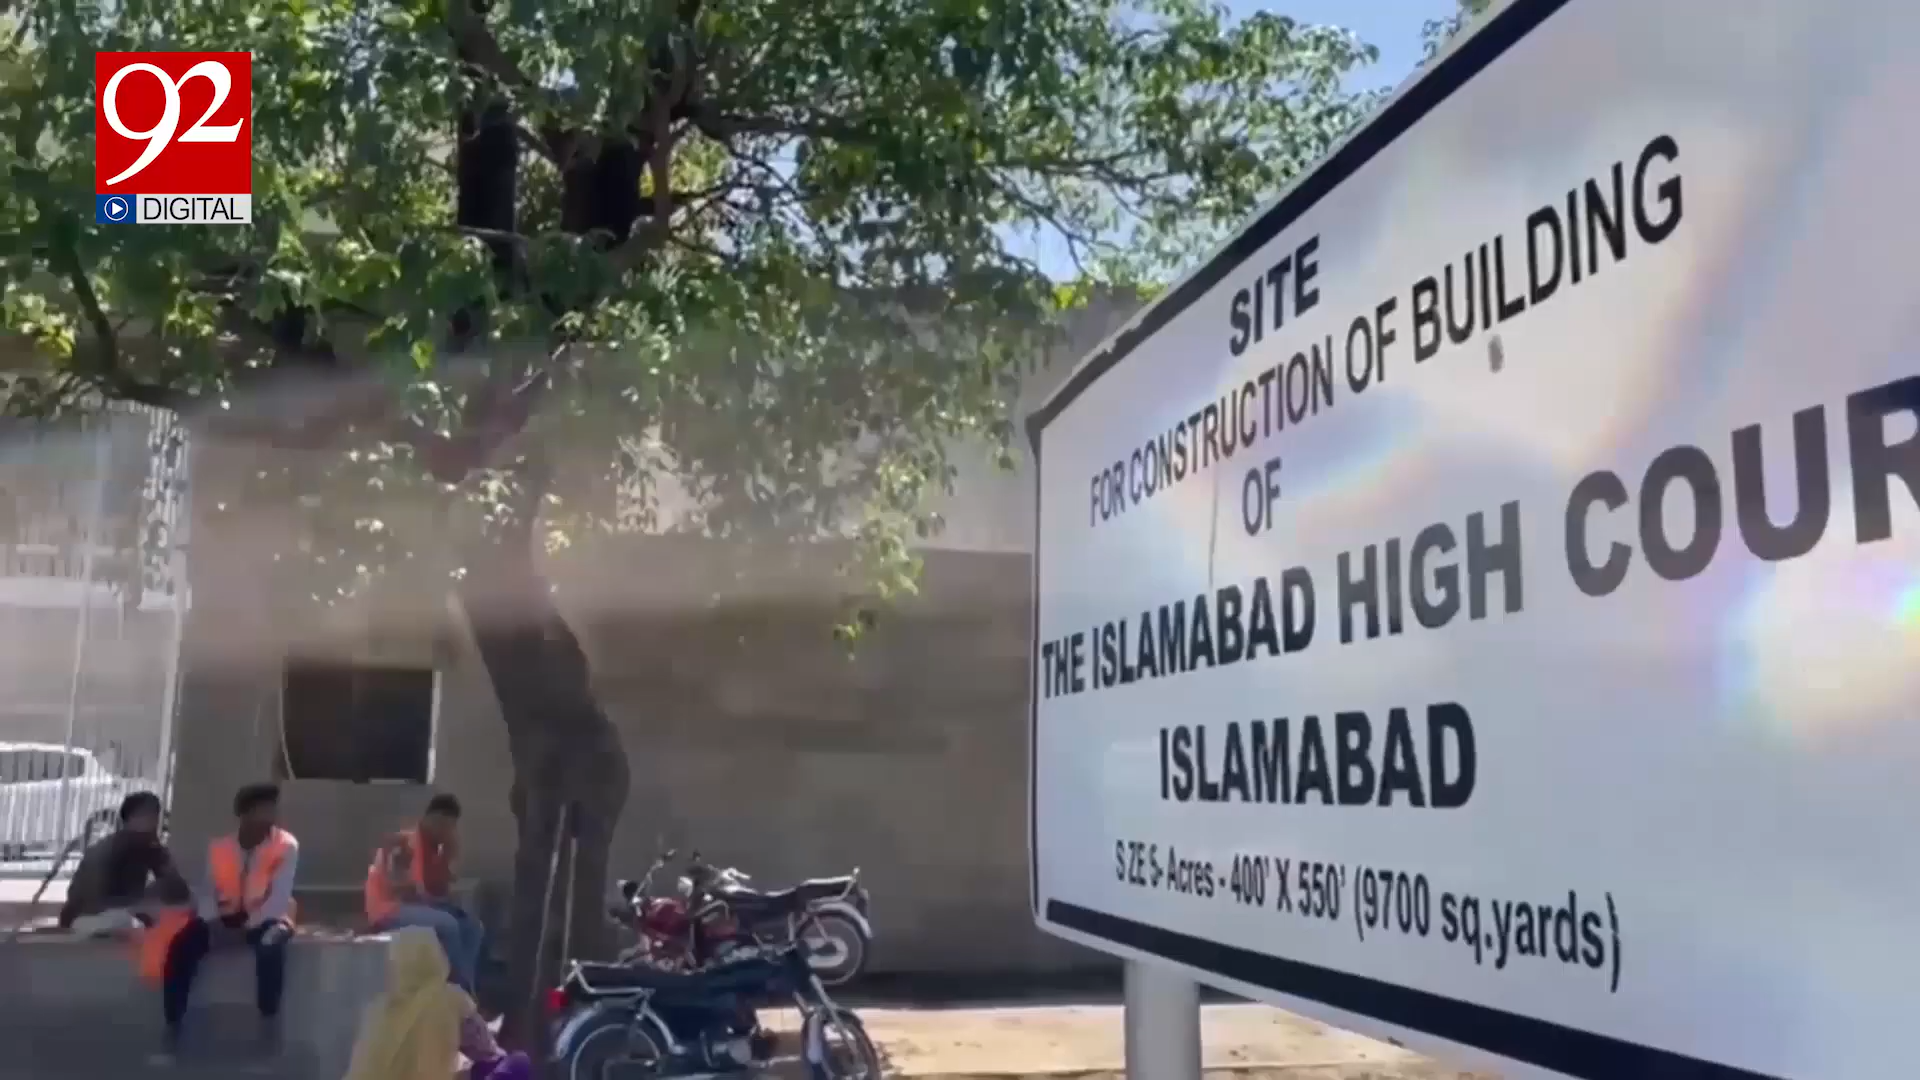 92
DIGITAL
SITE
FOR CONSTRUCTION OF BUILDING
OF
THE ISLAMABAD HIGH COUR
ISLAMABAD
S ZE 5- Acres - 400' X 550' (9700 sq.yards)